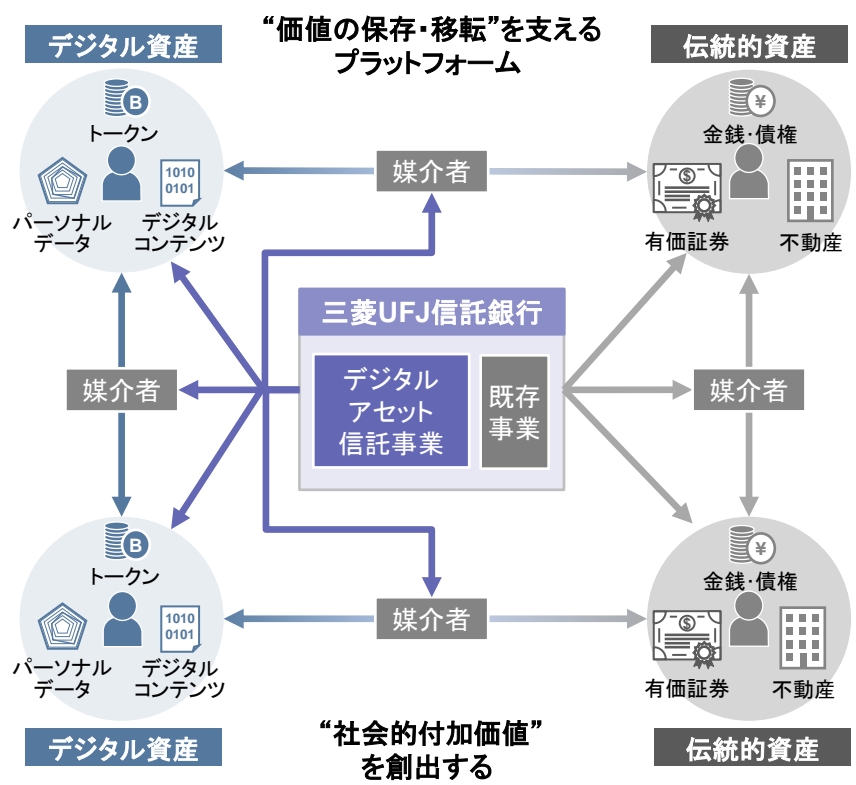 “価値の保存・移転”を支える
プラットフォーム
デジタル資産
伝統的資産
B
トークン
1010
0101
パーソナル
データ
デジタル
コンテンツ
媒介者
¥
金銭・債権
$
有価証券
不動産
三菱UFJ信託銀行
デジタル
アセット
信託事業
既存
事業
媒介者
媒介者
B
トークン
1010
0101
パーソナル
データ
デジタル
コンテンツ
媒介者
¥
金銭・債権
$
有価証券
不動産
デジタル資産
伝統的資産
“社会的付加価値”
を創出する